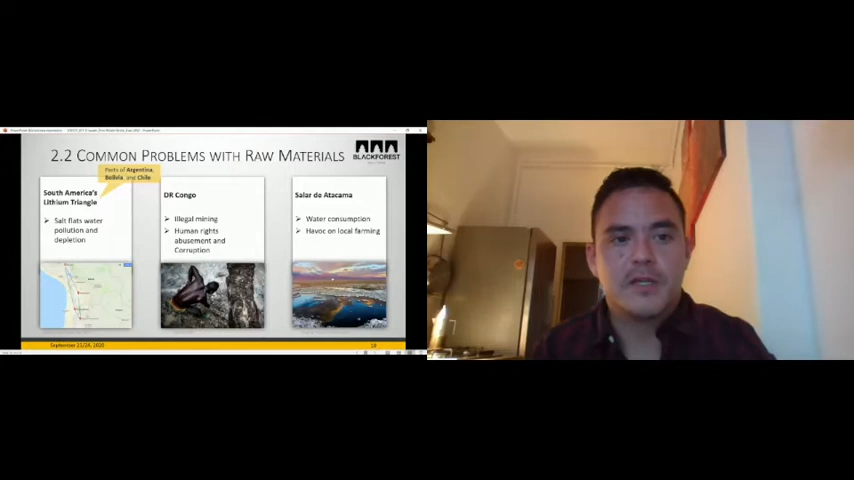 2.2 COMMON PROBLEMS WITH RAW MATERIALS
BLACKFOREST
Parts of Argentina,
Bolivia, and Chile
South America's
Lithium Triangle
➢ Salt flats water
pollution and
depletion
DR Congo
➢ Illegal mining
➢ Human rights
abusement and
Corruption
Salar de Atacama
➢ Water consumption
➢ Havoc on local farming
September 23/24, 2020